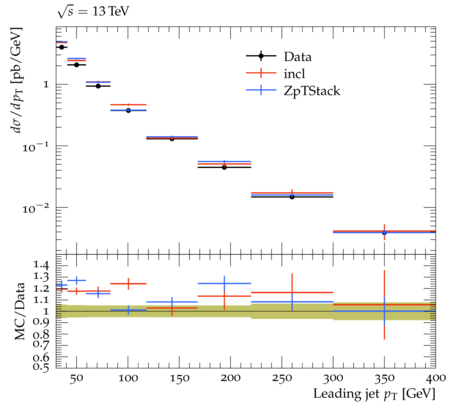 √s = 13 TeV
dσ/dpT [pb/GeV]
1
10⁻¹
10⁻²
Data
incl
ZpTStack
MC/Data
1.4
1.3
1.2
1.1
1
0.9
0.8
0.7
0.6
0.5
50 100 150 200 250 300 350 400
Leading jet pT [GeV]